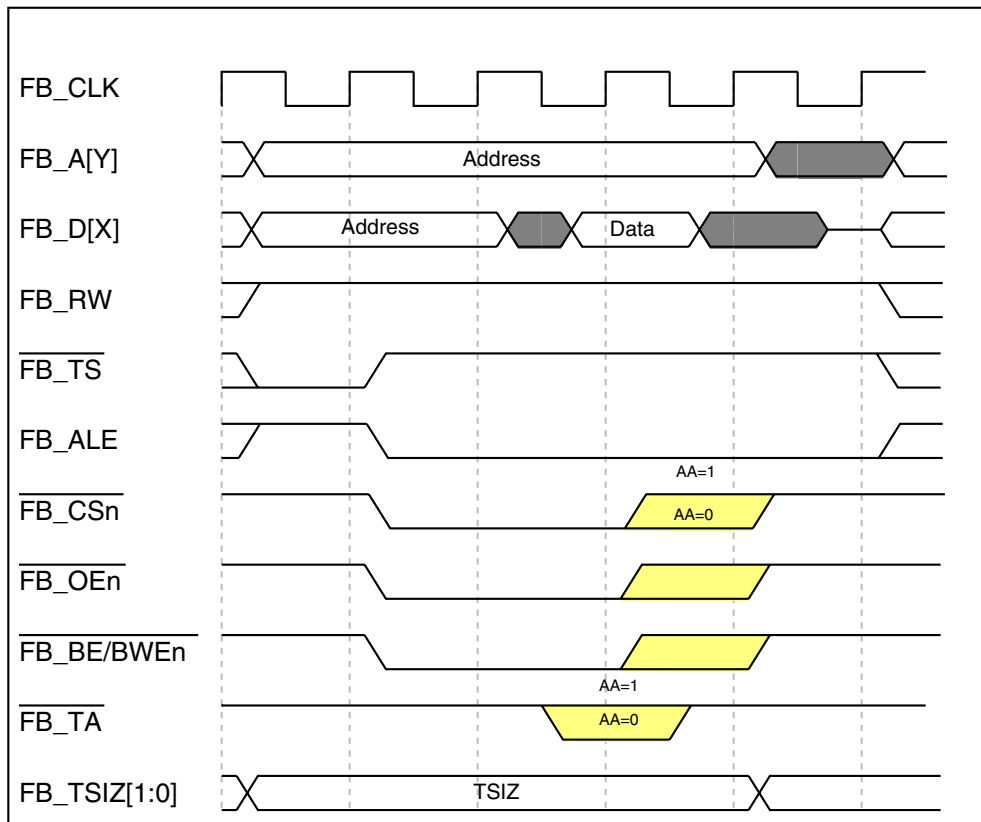 FB_CLK
FB_A[Y] Address
FB_D[X] Address Data
FB_RW
FB_TS
FB_ALE
AA=1
FB_CSn AA=0
FB_OEn
FB_BE/BWEn
AA=1
FB_TA AA=0
FB_TSIZ[1:0] TSIZ